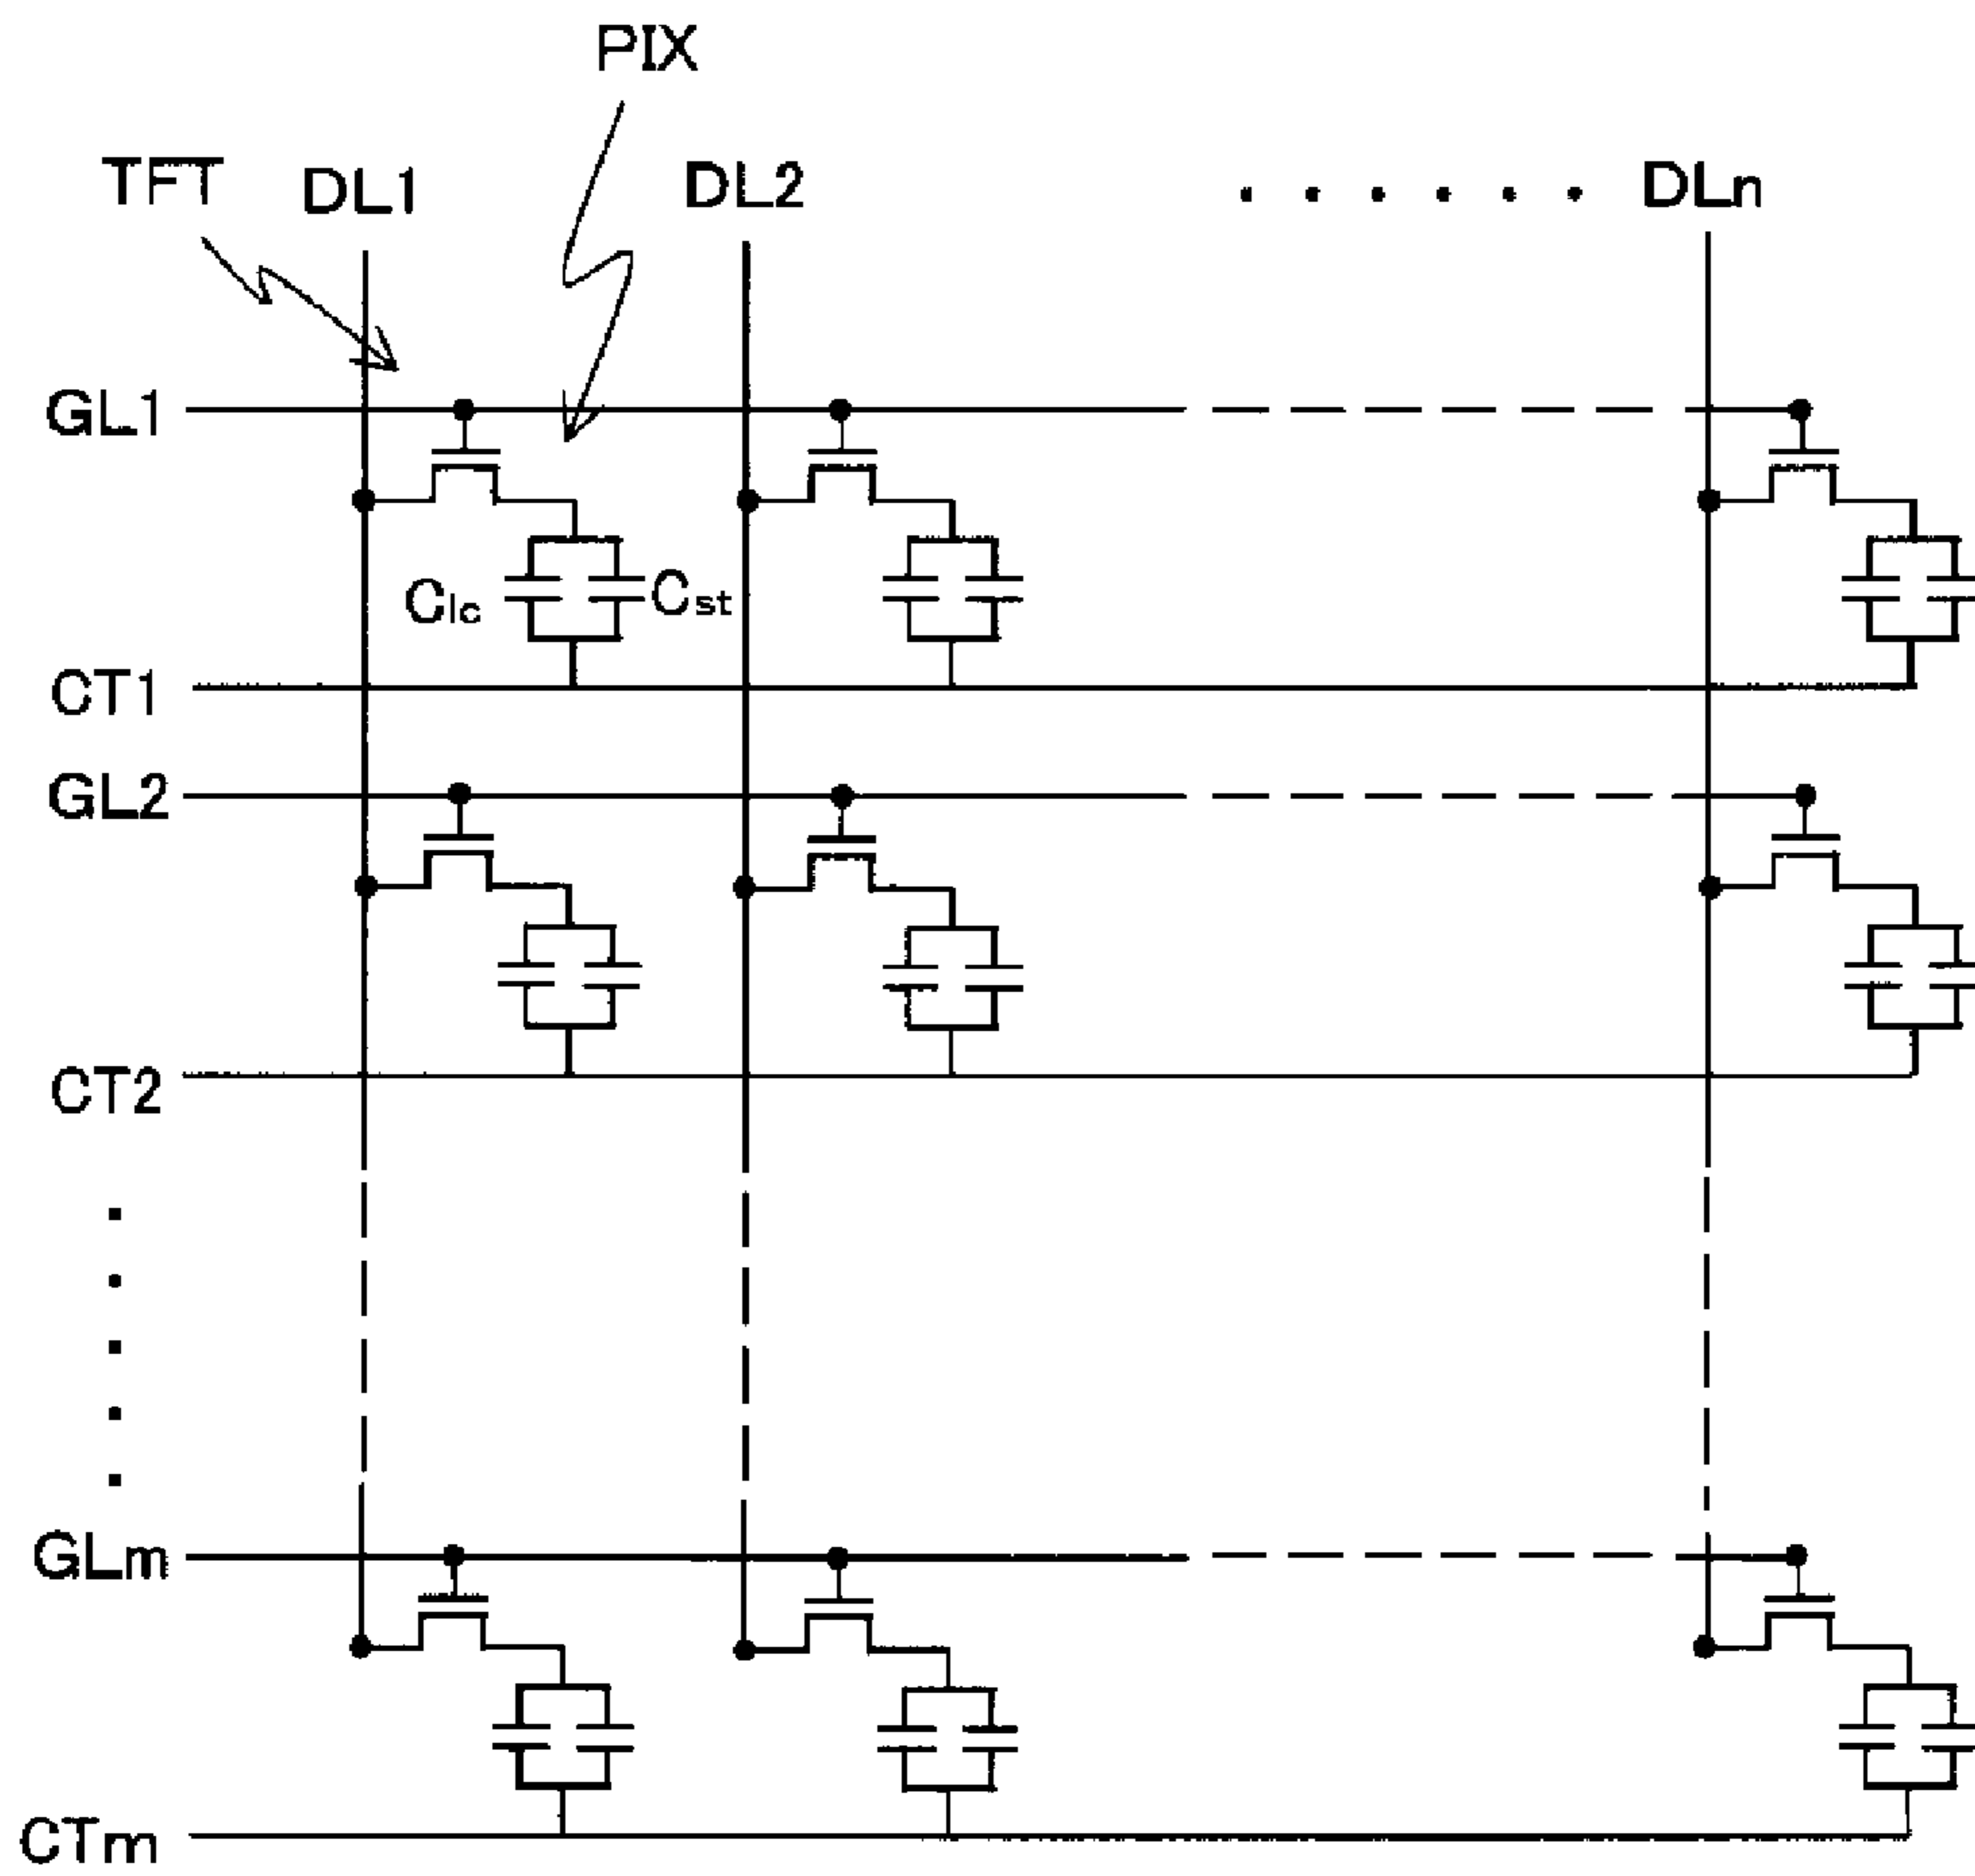 PIX
TFT DL1 DL2 ...... DLn
GL1
Clc Cst
CT1
GL2
CT2
GLm
CTm